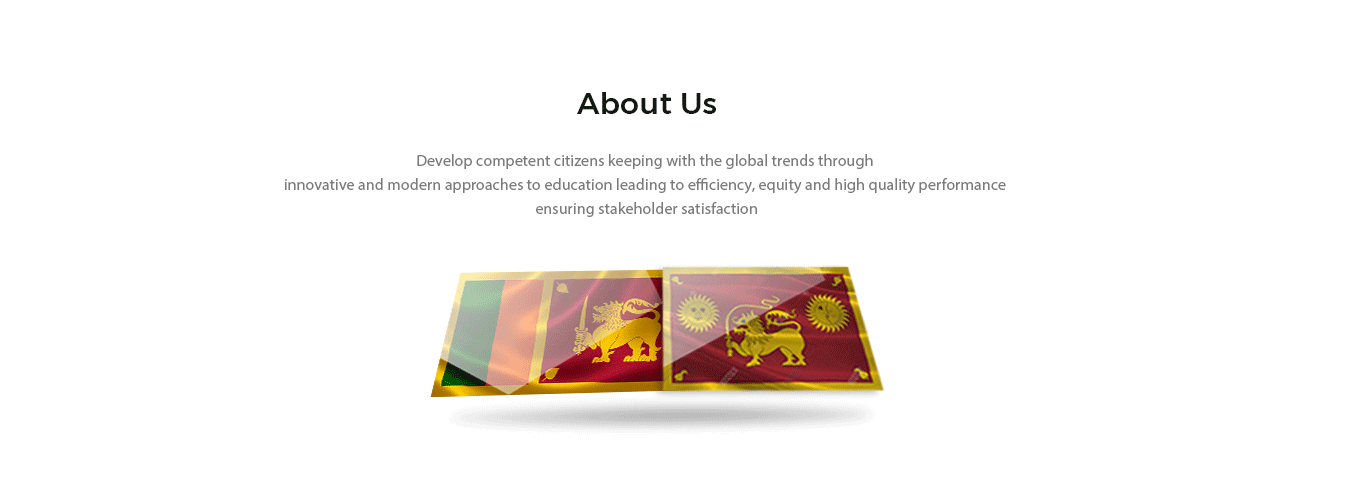 About Us
Develop competent citizens keeping with the global trends through
innovative and modern approaches to education leading to efficiency, equity and high quality performance
ensuring stakeholder satisfaction